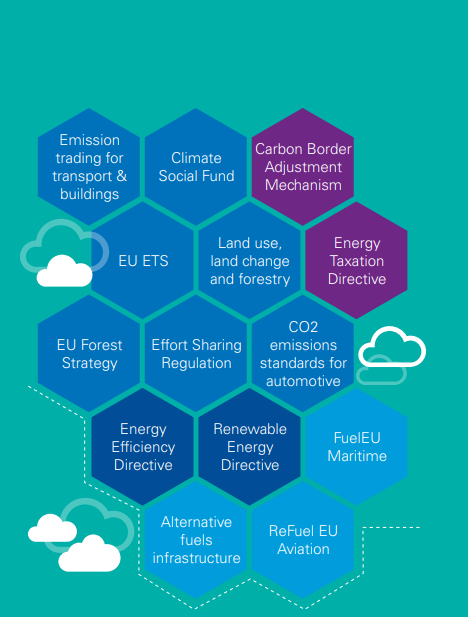 Emission
trading for
transport &
buildings
Climate
Social Fund
Carbon Border
Adjustment
Mechanism
EU ETS
Land use,
land change
and forestry
Energy
Taxation
Directive
EU Forest
Strategy
Effort Sharing
Regulation
CO2
emissions
standards for
automotive
Energy
Efficiency
Directive
Renewable
Energy
Directive
FuelEU
Maritime
Alternative
fuels
infrastructure
ReFuel EU
Aviation